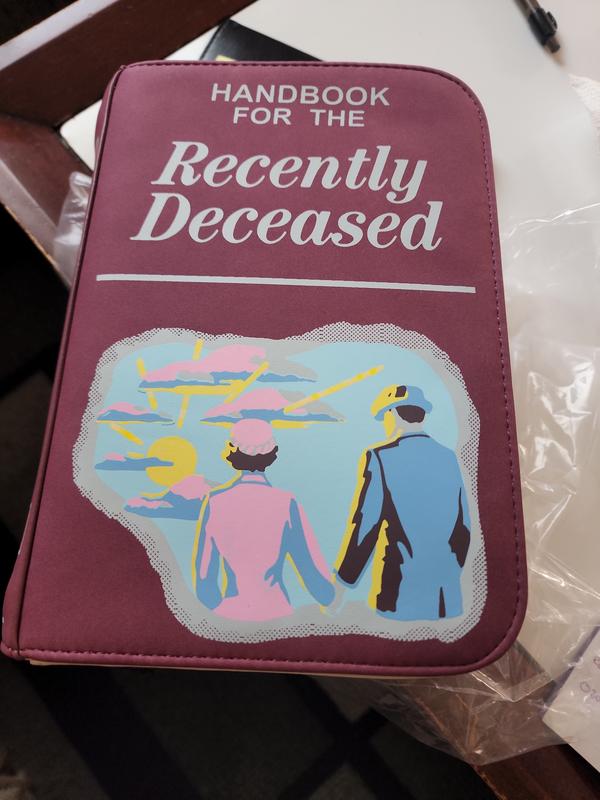 HANDBOOK
FOR THE
Recently
Deceased